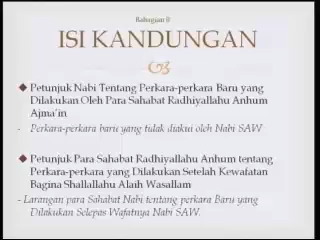 Bahagian
ISI KANDUNGAN
Petunjuk Nabi Tentang Perkara-perkara Baru yang
Dilakukan Oleh Para Sahabat Radhiyallahu Anhum
Ajma'in
- Perkara-perkara baru yang tidak diakui oleh Nabi SAW
Petunjuk Para Sahabat Radhiyallahu Anhum tentang
Perkara-perkara yang Dilakukan Setelah Kewafatan
Bagina Shallallahu Alaih Wasallam
- Larangan para Sahabat Nabi tentang perkara Baru yang
Dilakukan Selepas Wafatnya Nabi SAW.